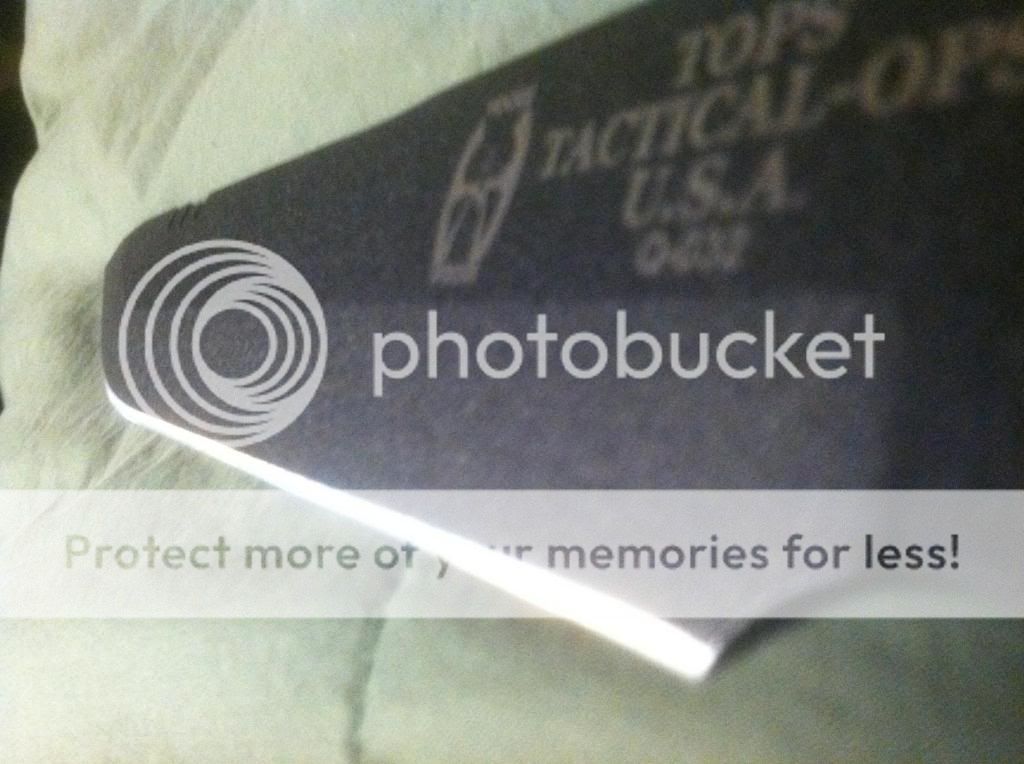 TOPS
TACTICAL-OPS
U.S.A.
photobucket
Protect more of your memories for less!